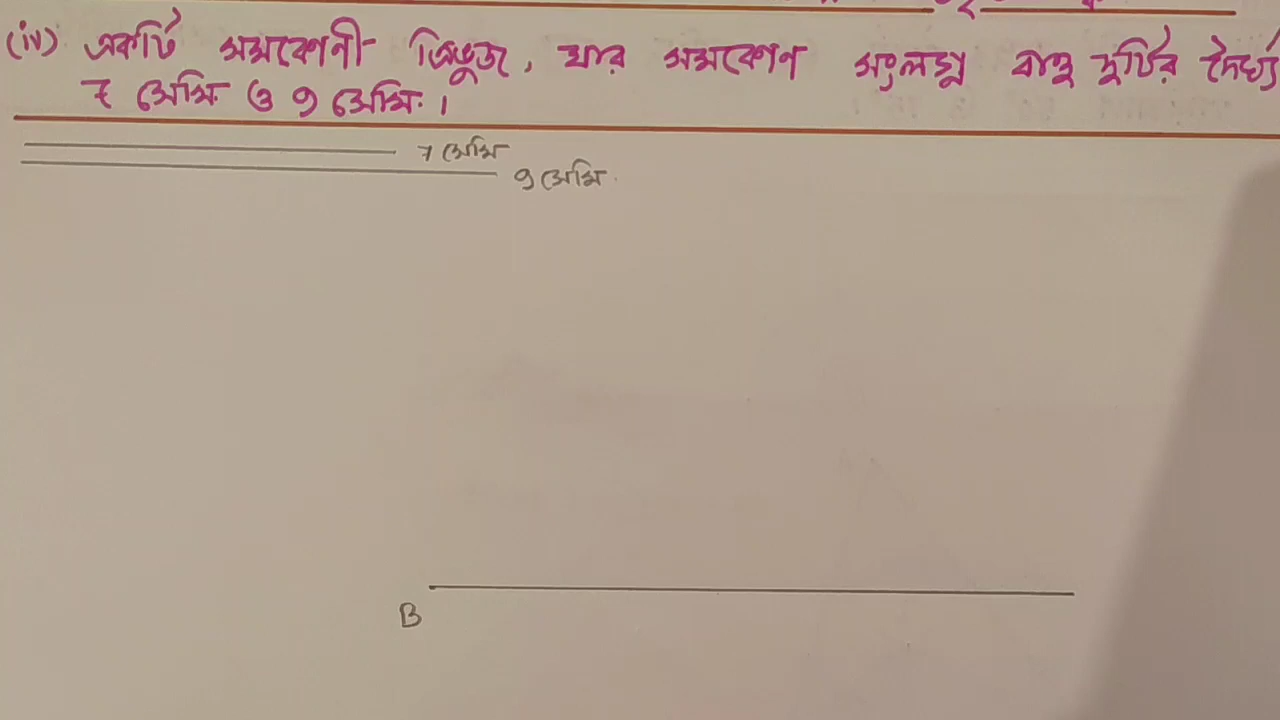 (iv) একটি সমকোণী ত্রিভুজ, যার সমকোণ সংলগ্ন বাহু দুটির দৈর্ঘ্য
৭ সেমি ও ৯ সেমি.।
৭ সেমি
৯ সেমি.
B